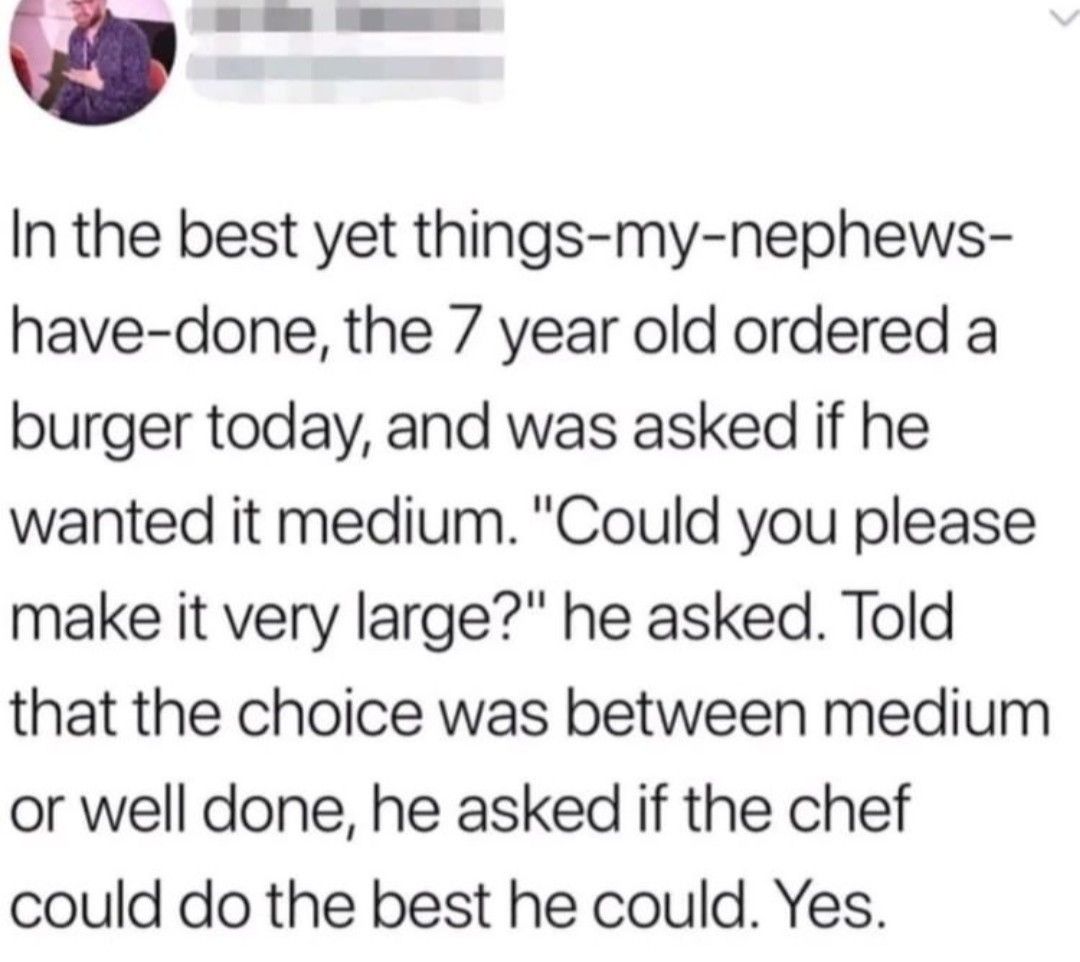 In the best yet things-my-nephews-
have-done, the 7 year old ordered a
burger today, and was asked if he
wanted it medium. "Could you please
make it very large?" he asked. Told
that the choice was between medium
or well done, he asked if the chef
could do the best he could. Yes.